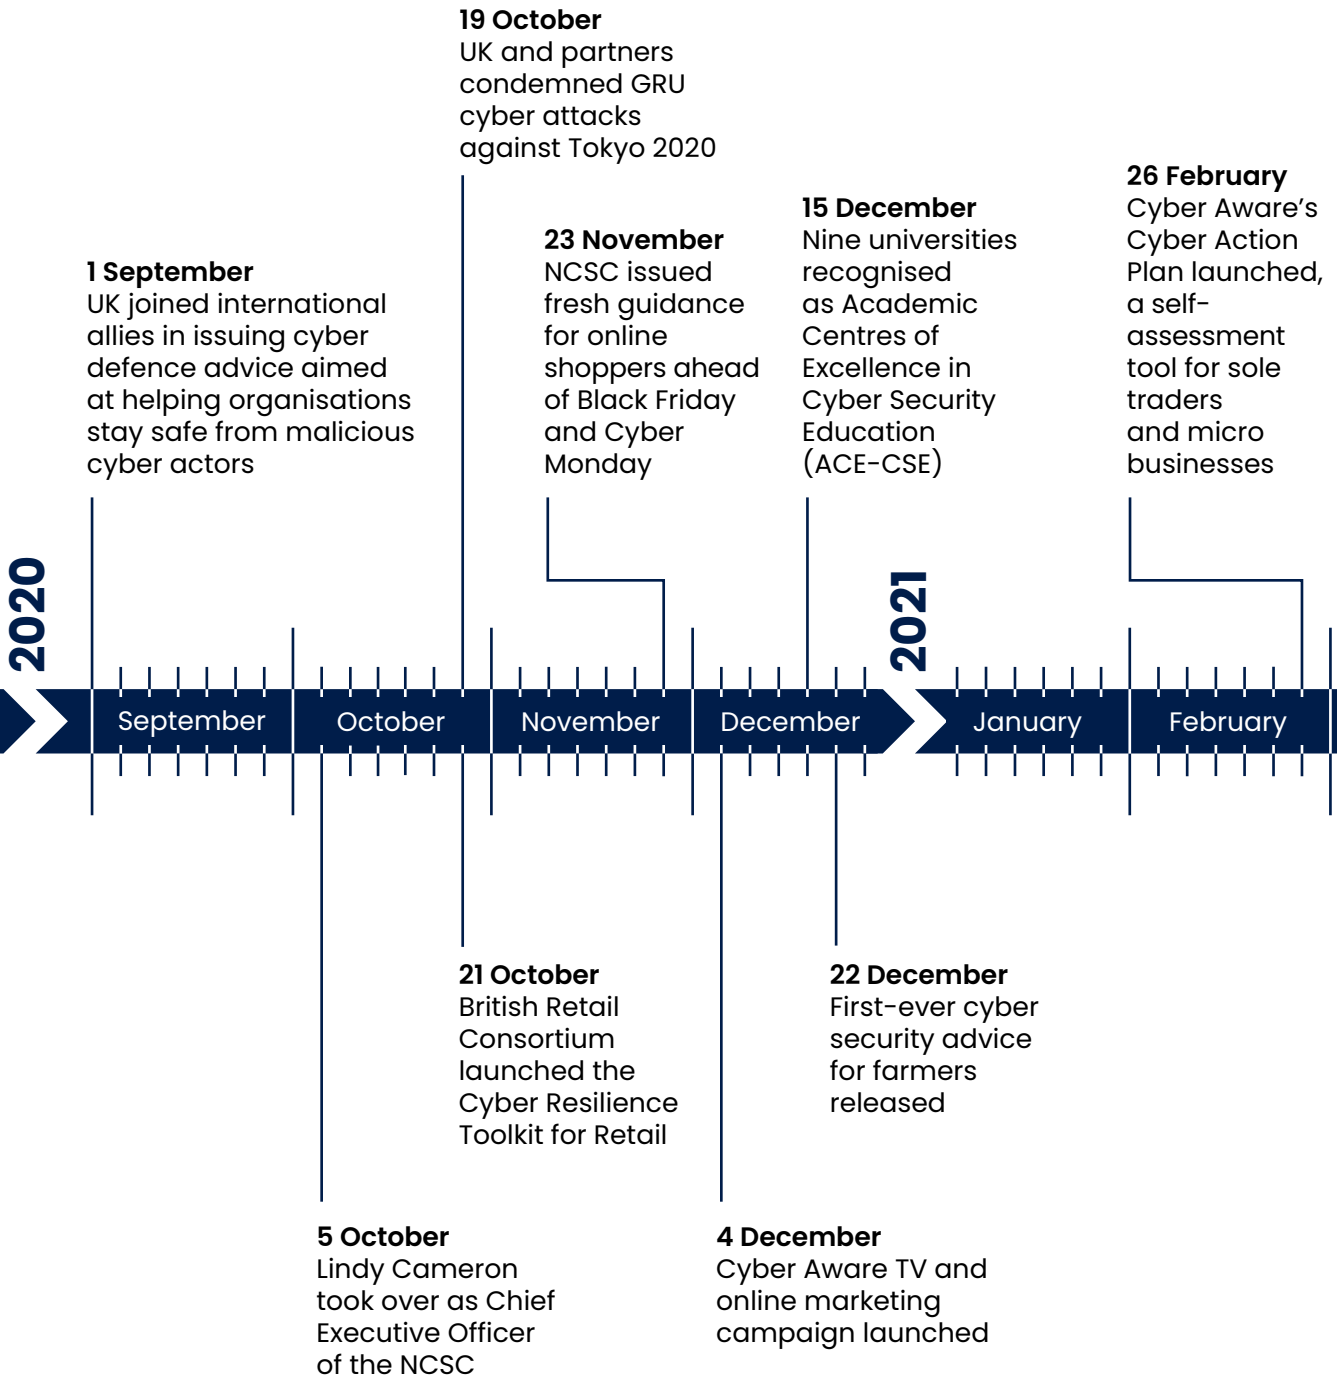 19 October
UK and partners
condemned GRU
cyber attacks
against Tokyo 2020
1 September
UK joined international
allies in issuing cyber
defence advice aimed
at helping organisations
stay safe from malicious
cyber actors
23 November
NCSC issued
fresh guidance
for online
shoppers ahead
of Black Friday
and Cyber
Monday
15 December
Nine universities
recognised
as Academic
Centres of
Excellence in
Cyber Security
Education
(ACE-CSE)
26 February
Cyber Aware’s
Cyber Action
Plan launched,
a self-
assessment
tool for sole
traders
and micro
businesses
2020
2021
September
October
November
December
January
February
21 October
British Retail
Consortium
launched the
Cyber Resilience
Toolkit for Retail
22 December
First-ever cyber
security advice
for farmers
released
5 October
Lindy Cameron
took over as Chief
Executive Officer
of the NCSC
4 December
Cyber Aware TV and
online marketing
campaign launched